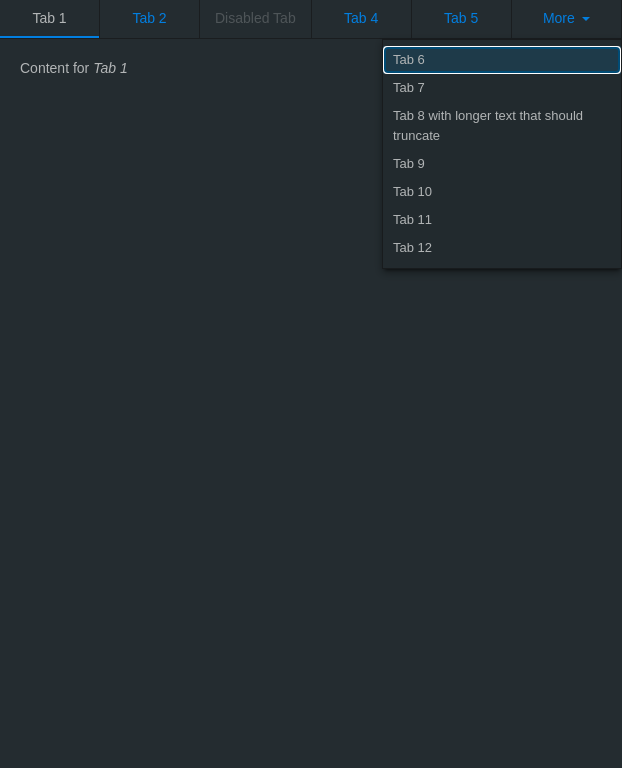 Tab 1 Tab 2 Disabled Tab Tab 4 Tab 5 More
Content for Tab 1
Tab 6
Tab 7
Tab 8 with longer text that should
truncate
Tab 9
Tab 10
Tab 11
Tab 12